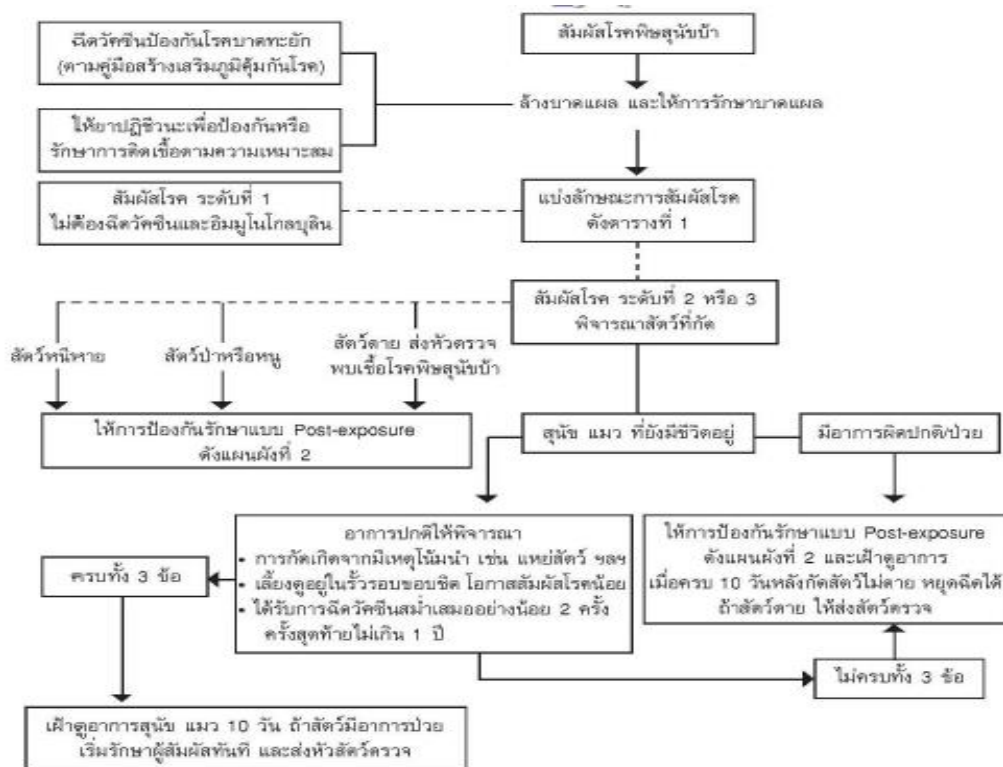 สัมผัสโรคพิษสุนัขบ้า
ฉีดวัคซีนป้องกันโรคบาดทะยัก
(ตามคู่มือสร้างเสริมภูมิคุ้มกันโรค)
ล้างบาดแผล และให้การรักษาบาดแผล
ให้ยาปฏิชีวนะเพื่อป้องกันหรือ
รักษาการติดเชื้อตามความเหมาะสม
สัมผัสโรค ระดับที่ 1
ไม่ต้องฉีดวัคซีนและอิมมูโนโกลบุลิน
แบ่งลักษณะการสัมผัสโรค
ดังตารางที่ 1
สัมผัสโรค ระดับที่ 2 หรือ 3
พิจารณาสัตว์ที่กัด
สัตว์หนีหาย
สัตว์ป่าหรือหนู
สัตว์ตาย ส่งหัวตรวจ
พบเชื้อโรคพิษสุนัขบ้า
ให้การป้องกันรักษาแบบ Post-exposure
ดังแผนผังที่ 2
สุนัข แมว ที่ยังมีชีวิตอยู่
มีอาการผิดปกติ/ป่วย
อาการปกติให้พิจารณา
• การกัดเกิดจากมีเหตุโน้มนำ เช่น แหย่สัตว์ ฯลฯ
• เลี้ยงดูอยู่ในรั้วรอบขอบชิด โอกาสสัมผัสโรคน้อย
• ได้รับการฉีดวัคซีนสม่ำเสมออย่างน้อย 2 ครั้ง
ครั้งสุดท้ายไม่เกิน 1 ปี
ครบทั้ง 3 ข้อ
ให้การป้องกันรักษาแบบ Post-exposure
ดังแผนผังที่ 2 และเฝ้าดูอาการ
เมื่อครบ 10 วันหลังกัดสัตว์ไม่ตาย หยุดฉีดได้
ถ้าสัตว์ตาย ให้ส่งสัตว์ตรวจ
ไม่ครบทั้ง 3 ข้อ
เฝ้าดูอาการสุนัข แมว 10 วัน ถ้าสัตว์มีอาการป่วย
เริ่มรักษาผู้สัมผัสทันที และส่งหัวสัตว์ตรวจ